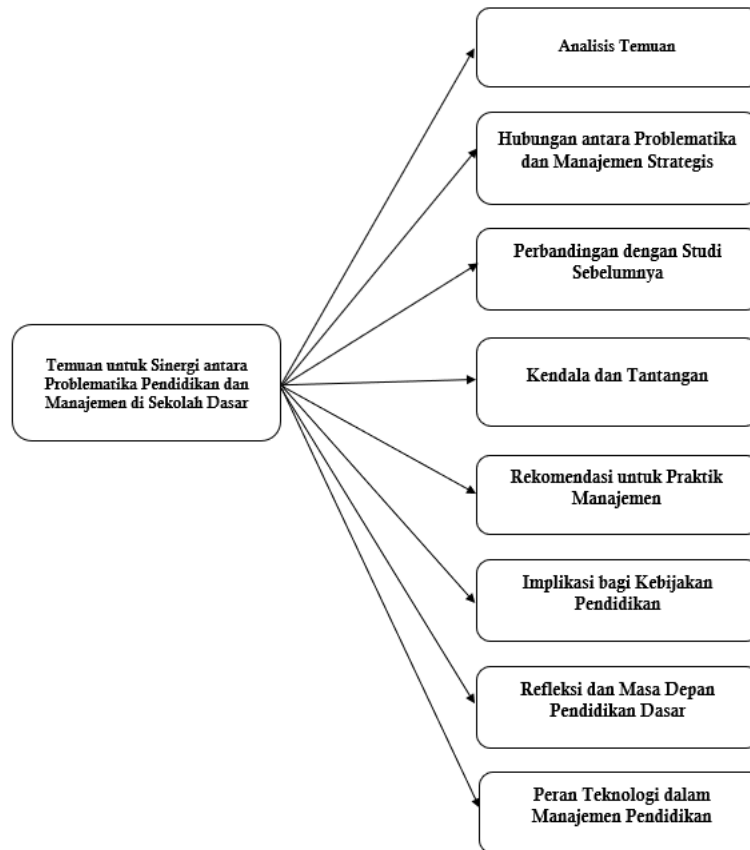 Analisis Temuan
Hubungan antara Problematika
dan Manajemen Strategis
Perbandingan dengan Studi
Sebelumnya
Temuan untuk Sinergi antara
Problematika Pendidikan dan
Manajemen di Sekolah Dasar
Kendala dan Tantangan
Rekomendasi untuk Praktik
Manajemen
Implikasi bagi Kebijakan
Pendidikan
Refleksi dan Masa Depan
Pendidikan Dasar
Peran Teknologi dalam
Manajemen Pendidikan